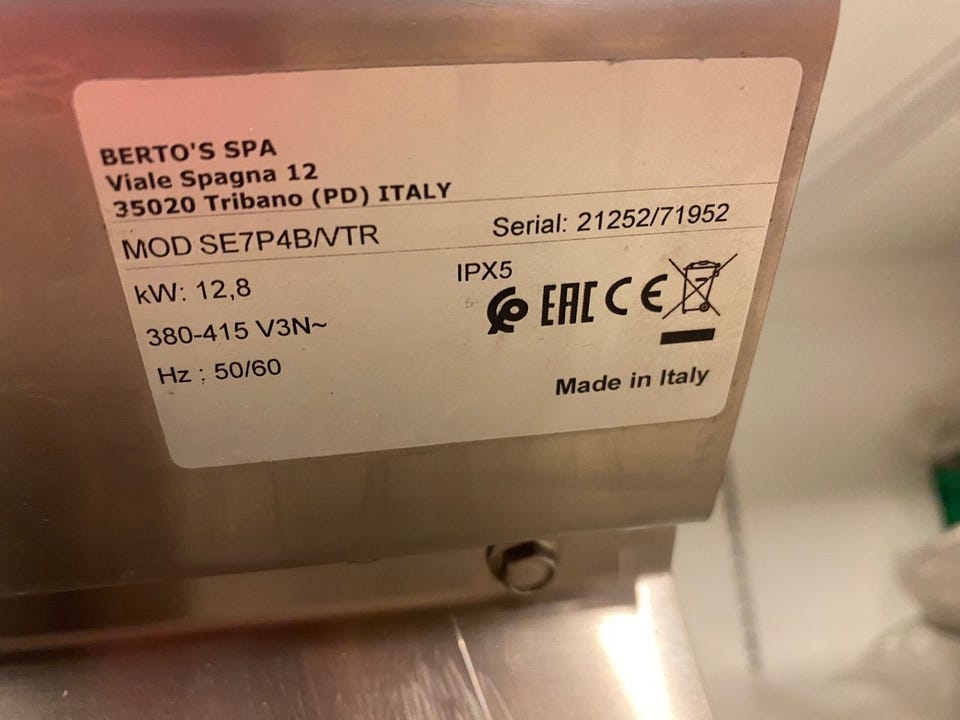 BERTO'S SPA
Viale Spagna 12
35020 Tribano (PD) ITALY
MOD SE7P4B/VTR
Serial: 21252/71952
kW: 12,8
IPX5
EAC CE
380-415 V3N~
Hz : 50/60
Made in Italy